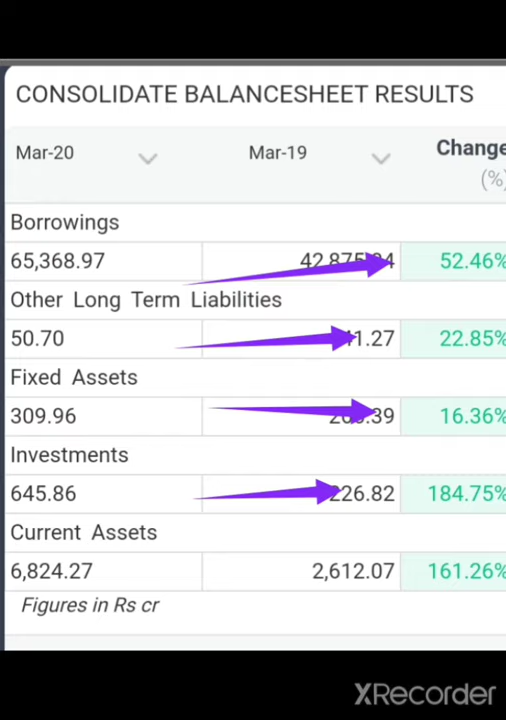 CONSOLIDATE BALANCESHEET RESULTS
Mar-20 Mar-19 Change
(%)
Borrowings
65,368.97 52.46%
Other Long Term Liabilities
50.70 22.85%
Fixed Assets
309.96 16.36%
Investments
645.86 226.82 184.75%
Current Assets
6,824.27 2,612.07 161.26%
Figures in Rs cr
XRecorder